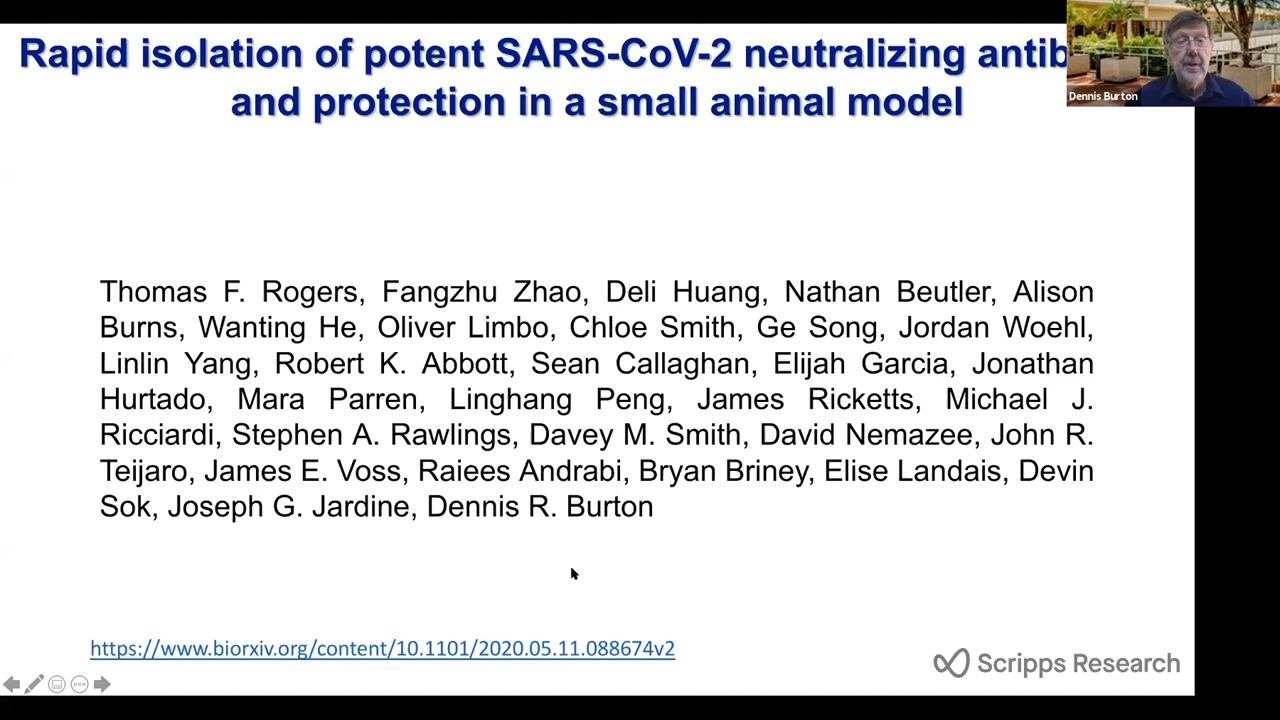 Rapid isolation of potent SARS-CoV-2 neutralizing antib
and protection in a small animal model
Dennis Burton
Thomas F. Rogers, Fangzhu Zhao, Deli Huang, Nathan Beutler, Alison
Burns, Wanting He, Oliver Limbo, Chloe Smith, Ge Song, Jordan Woehl,
Linlin Yang, Robert K. Abbott, Sean Callaghan, Elijah Garcia, Jonathan
Hurtado, Mara Parren, Linghang Peng, James Ricketts, Michael J.
Ricciardi, Stephen A. Rawlings, Davey M. Smith, David Nemazee, John R.
Teijaro, James E. Voss, Raiees Andrabi, Bryan Briney, Elise Landais, Devin
Sok, Joseph G. Jardine, Dennis R. Burton
https://www.biorxiv.org/content/10.1101/2020.05.11.088674v2
Scripps Research